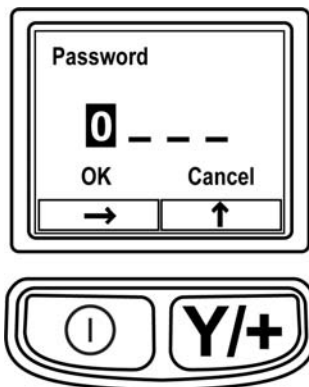 Password
0 _ _ _
OK Cancel
→ ↑
Y/+